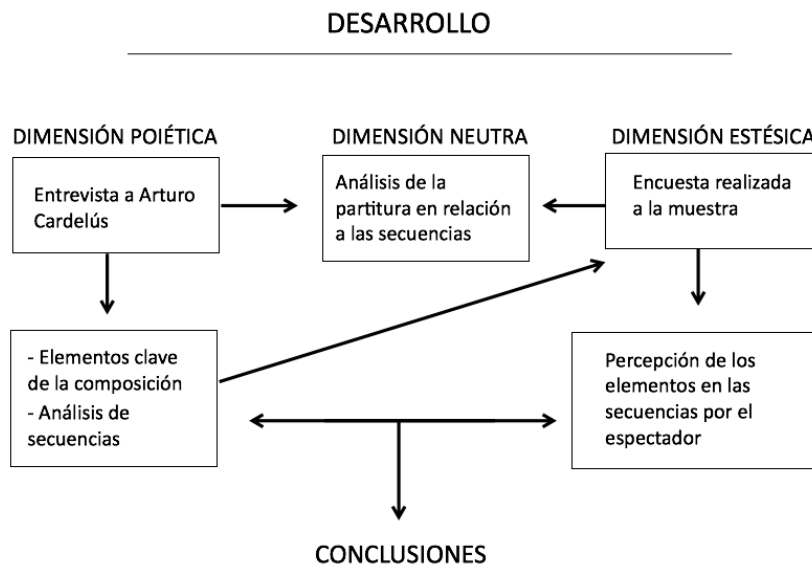 DESARROLLO
DIMENSIÓN POIÉTICA
DIMENSIÓN NEUTRA
DIMENSIÓN ESTÉSICA
Entrevista a Arturo
Cardelús
Análisis de la
partitura en relación
a las secuencias
Encuesta realizada
a la muestra
- Elementos clave
de la composición
- Análisis de
secuencias
Percepción de los
elementos en las
secuencias por el
espectador
CONCLUSIONES